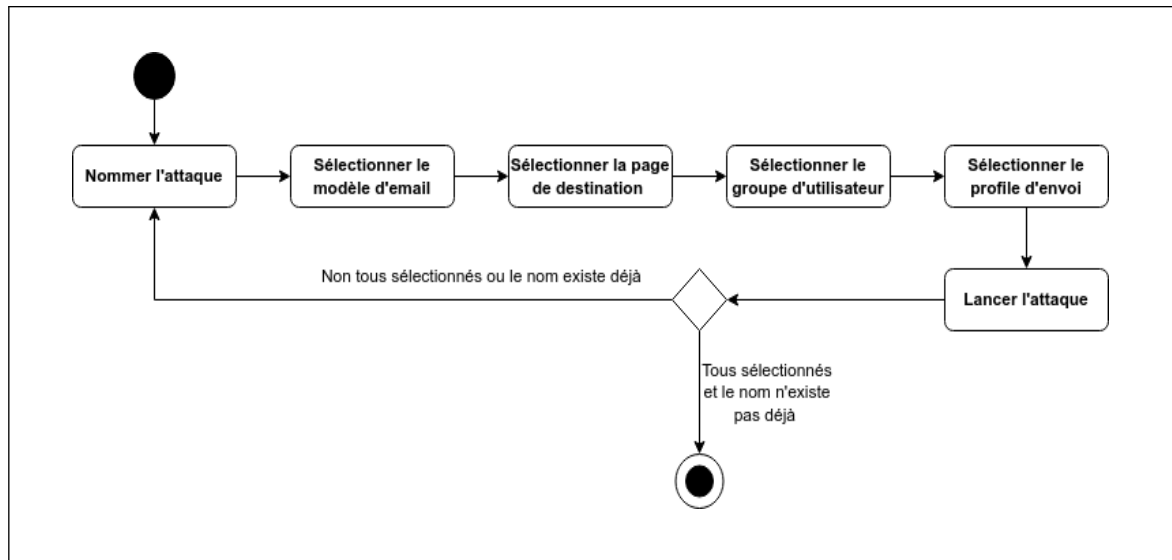 Nommer l'attaque
Sélectionner le
modèle d'email
Sélectionner la page
de destination
Sélectionner le
groupe d'utilisateur
Sélectionner le
profile d'envoi
Non tous sélectionnés ou le nom existe déjà
Lancer l'attaque
Tous sélectionnés
et le nom n'existe
pas déjà